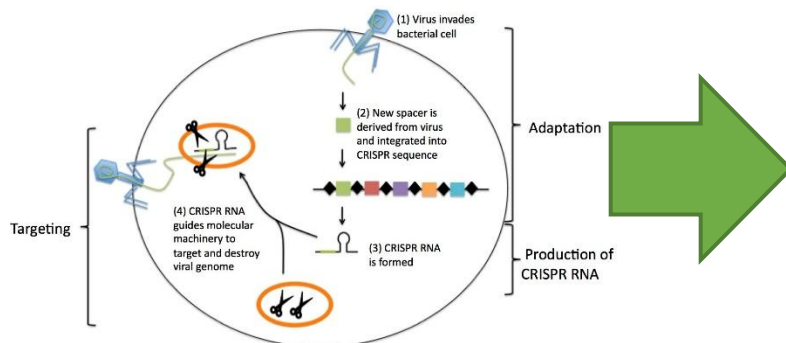 (1) Virus invades
bacterial cell
(2) New spacer is
derived from virus
and integrated into
CRISPR sequence
Adaptation
Targeting
(4) CRISPR RNA
guides molecular
machinery to
target and destroy
viral genome
(3) CRISPR RNA
is formed
Production of
CRISPR RNA